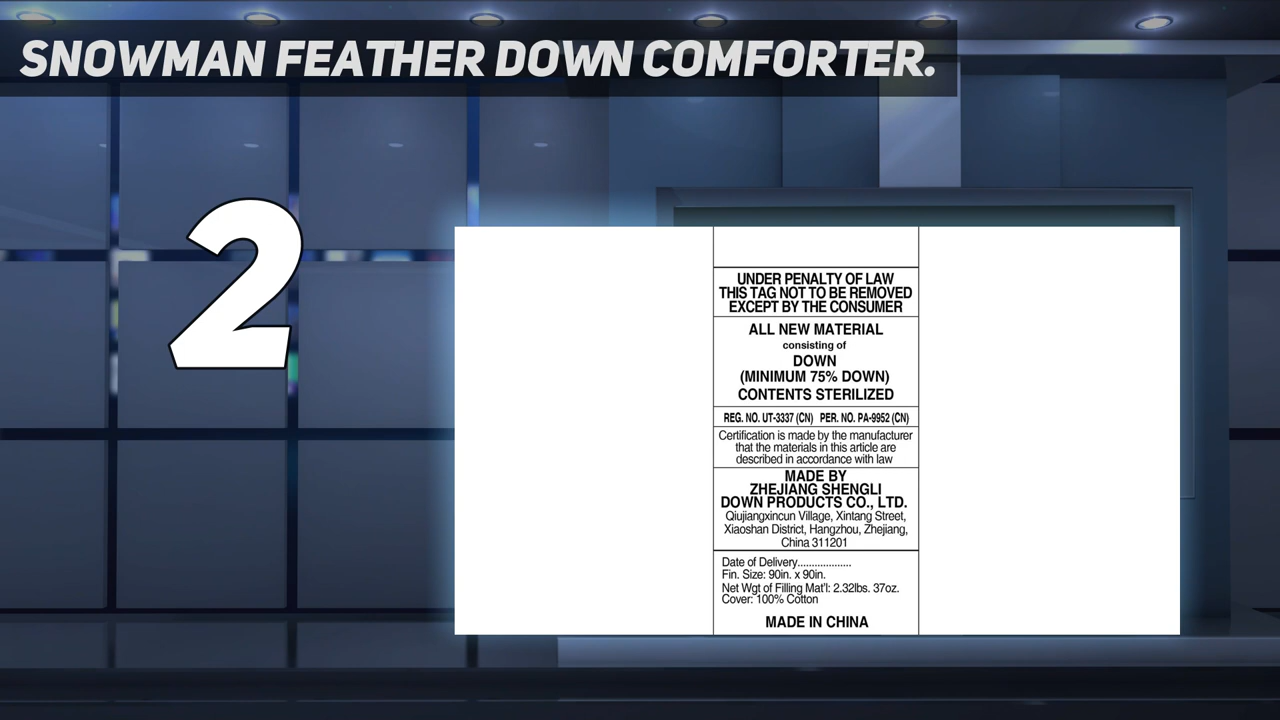 SNOWMAN FEATHER DOWN COMFORTER.
2
UNDER PENALTY OF LAW
THIS TAG NOT TO BE REMOVED
EXCEPT BY THE CONSUMER
ALL NEW MATERIAL
consisting of
DOWN
(MINIMUM 75% DOWN)
CONTENTS STERILIZED
REG. NO. UT-3337 (CN) PER. NO. PA-9952 (CN)
Certification is made by the manufacturer
that the materials in this article are
described in accordance with law
MADE BY
ZHEJIANG SHENGLI
DOWN PRODUCTS CO., LTD.
Qiujiangxincun Village, Xintang Street,
Xiaoshan District, Hangzhou, Zhejiang,
China 311201
Date of Delivery...................
Fin. Size: 90in. x 90in.
Net Wgt of Filling Mat'l: 2.32lbs. 37oz.
Cover: 100% Cotton
MADE IN CHINA